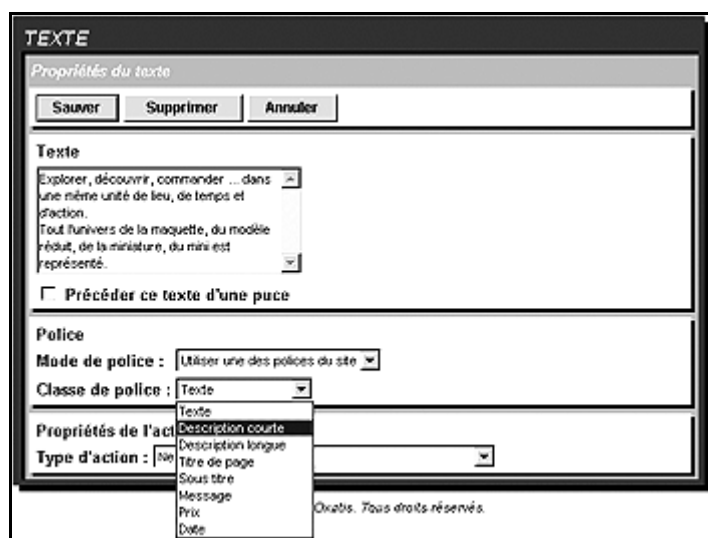 TEXTE
Propriétés du texte
Sauver Supprimer Annuler
Texte
Explorer, découvrir, commander ... dans
une même unité de lieu, de temps et
d'action.
Tout l'univers de la maquette, du modèle
réduit, de la miniature, du mini est
représenté.
Précéder ce texte d'une puce
Police
Mode de police : Utiliser une des polices du site
Classe de police : Texte
Texte
Propriétés de l'act
Description courte
Description longue
Type d'action : Ne
Titre de page
Sous titre
Message
Prix
Oxatis. Tous droits réservés.
Date